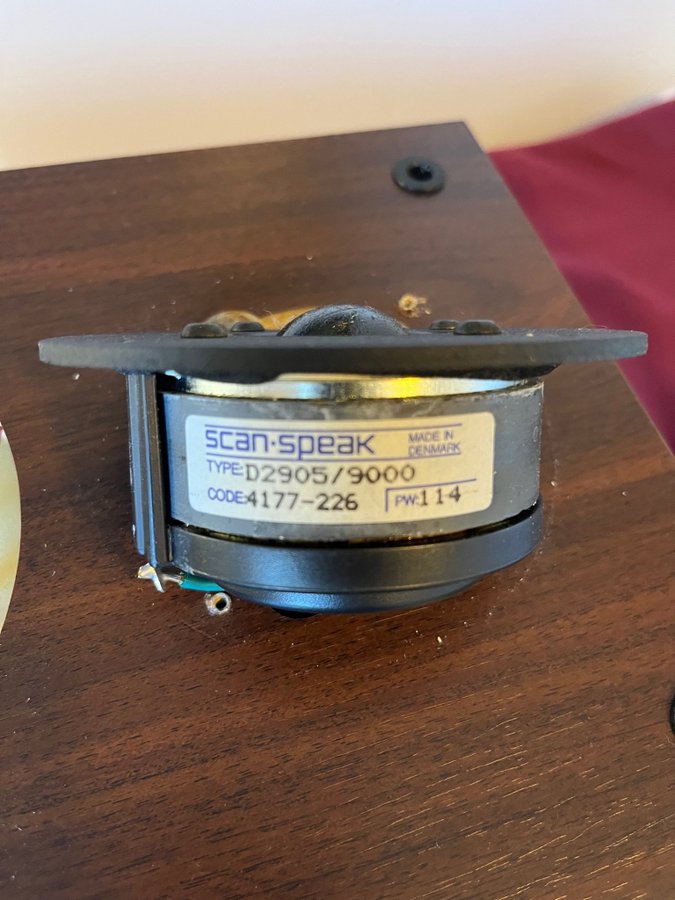 scan·speak
MADE IN
DENMARK
TYPE:D2905/9000
CODE:4177-226
PW:114